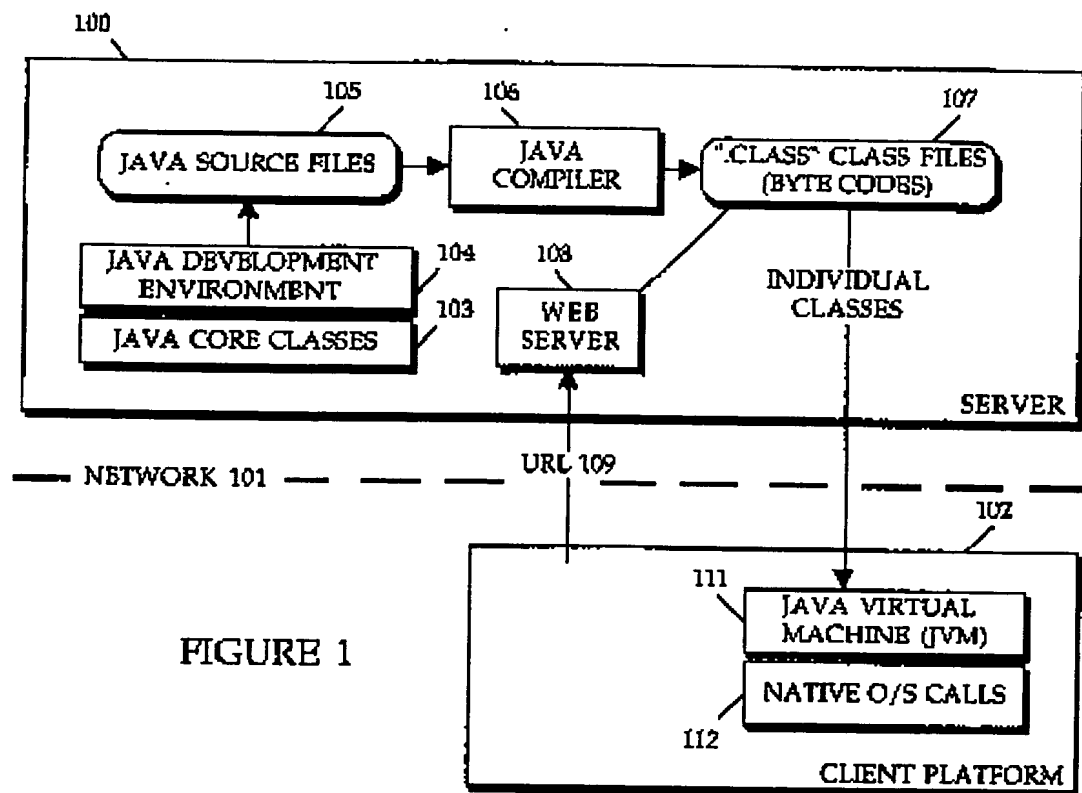 100
105
106
107
JAVA SOURCE FILES
JAVA
COMPILER
".CLASS" CLASS FILES
(BYTE CODES)
JAVA DEVELOPMENT
ENVIRONMENT
104
JAVA CORE CLASSES
103
108
WEB
SERVER
INDIVIDUAL
CLASSES
SERVER
NETWORK 101
URL 109
102
111
JAVA VIRTUAL
MACHINE (JVM)
FIGURE 1
NATIVE O/S CALLS
112
CLIENT PLATFORM